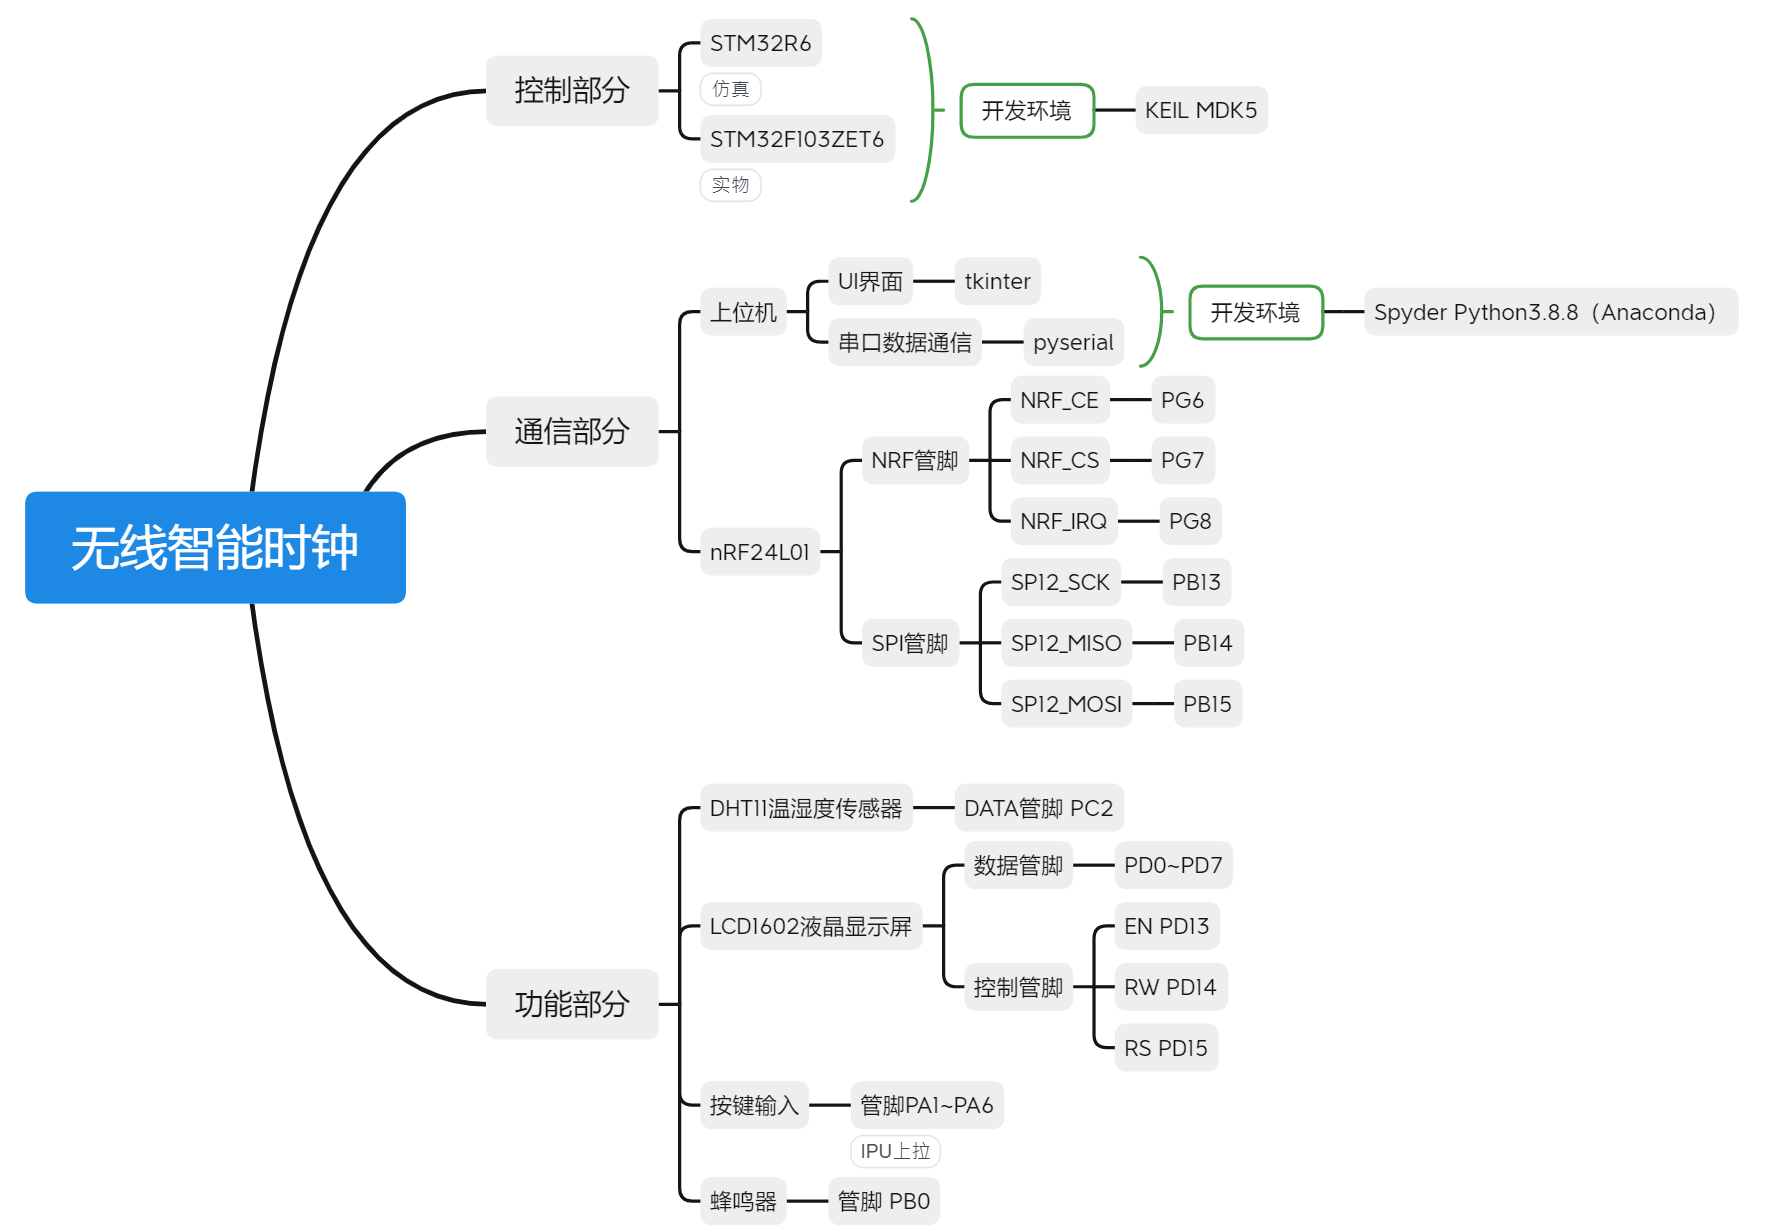 无线智能时钟
控制部分
STM32R6
仿真
STM32F103ZET6
实物
开发环境
KEIL MDK5
通信部分
上位机
UI界面
tkinter
串口数据通信
pyserial
开发环境
Spyder Python3.8.8（Anaconda）
nRF24L01
NRF管脚
NRF_CE
PG6
NRF_CS
PG7
NRF_IRQ
PG8
SPI管脚
SP12_SCK
PB13
SP12_MISO
PB14
SP12_MOSI
PB15
功能部分
DHT11温湿度传感器
DATA管脚 PC2
LCD1602液晶显示屏
数据管脚
PD0~PD7
控制管脚
EN PD13
RW PD14
RS PD15
按键输入
管脚PA1~PA6
IPU上拉
蜂鸣器
管脚 PB0